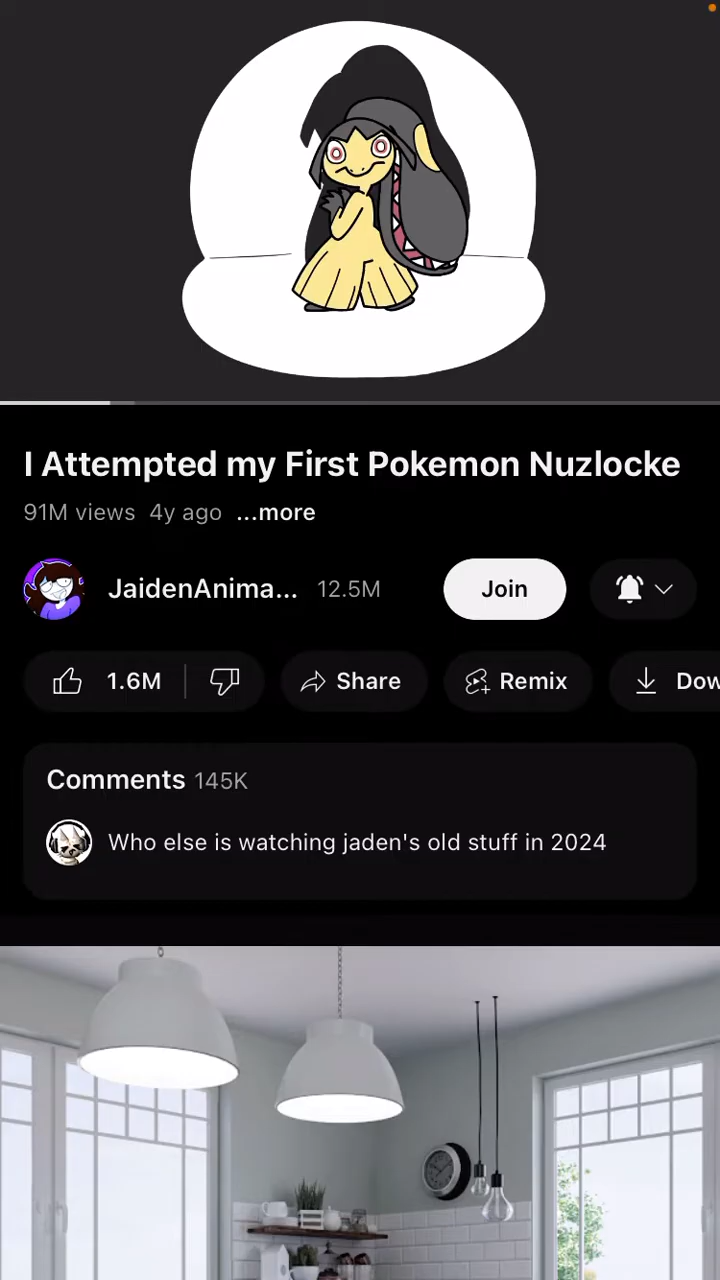 I Attempted my First Pokemon Nuzlocke
91M views 4y ago ...more
JaidenAnima... 12.5M Join
1.6M Share Remix Dow
Comments 145K
Who else is watching jaden's old stuff in 2024